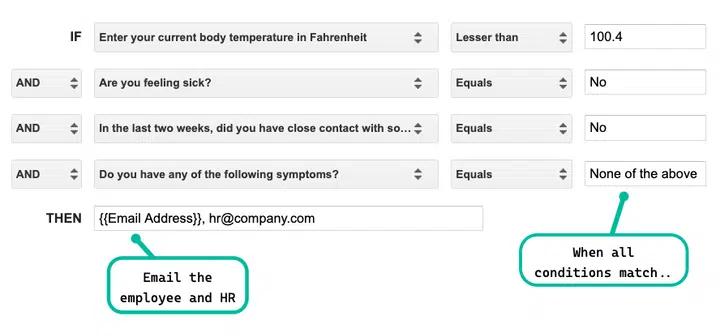 IF Enter your current body temperature in Fahrenheit Lesser than 100.4
AND Are you feeling sick? Equals No
AND In the last two weeks, did you have close contact with so... Equals No
AND Do you have any of the following symptoms? Equals None of the above
THEN {{Email Address}}, hr@company.com
Email the
employee and HR
When all
conditions match..